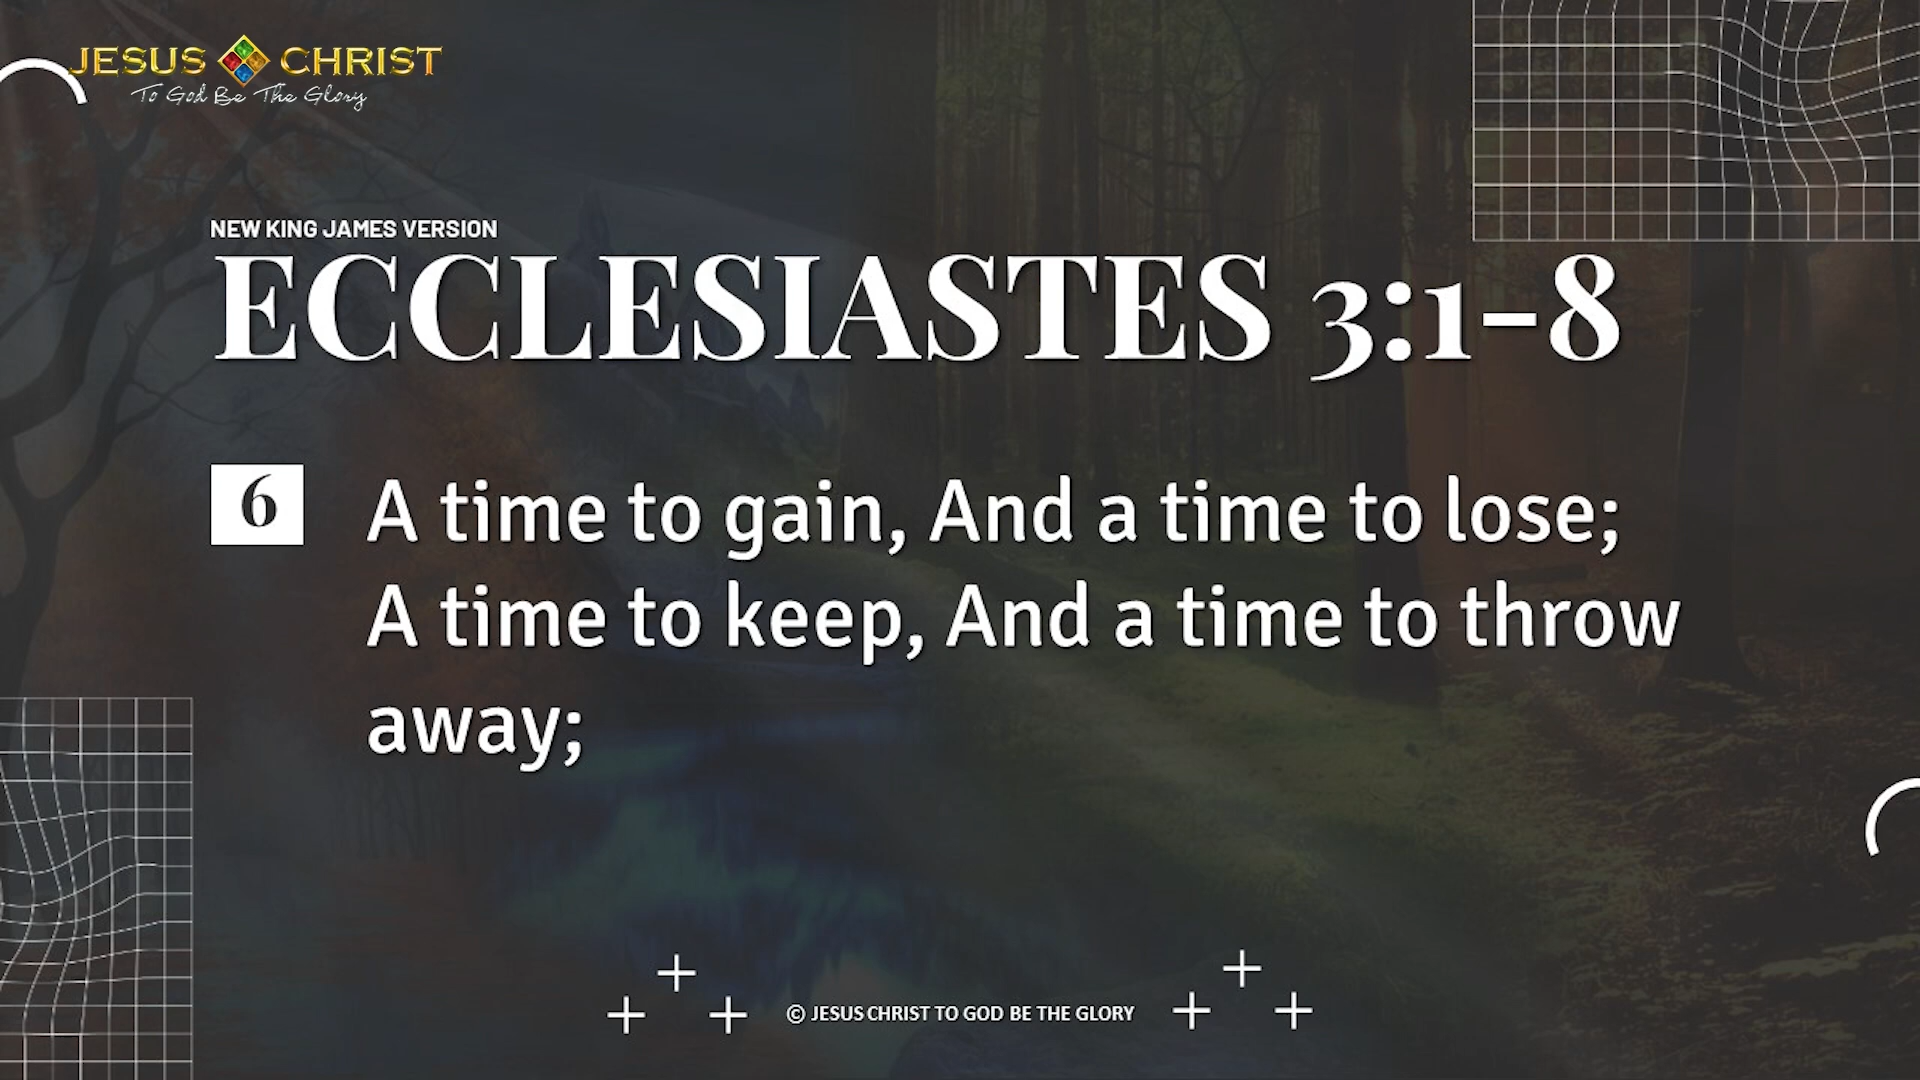 JESUS CHRIST
To God Be The Glory
NEW KING JAMES VERSION
ECCLESIASTES 3:1-8
6 A time to gain, And a time to lose;
A time to keep, And a time to throw
away;
© JESUS CHRIST TO GOD BE THE GLORY